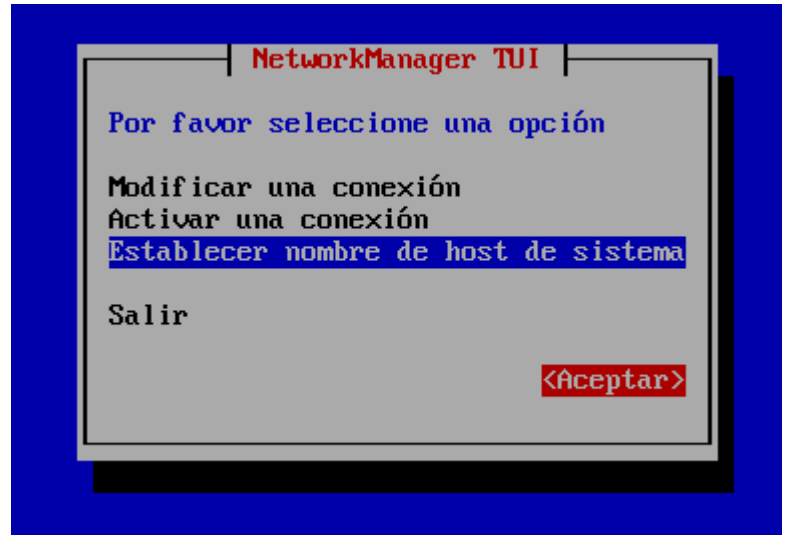 NetworkManager TUI
Por favor seleccione una opción
Modificar una conexión
Activar una conexión
Establecer nombre de host de sistema
Salir
<Aceptar>